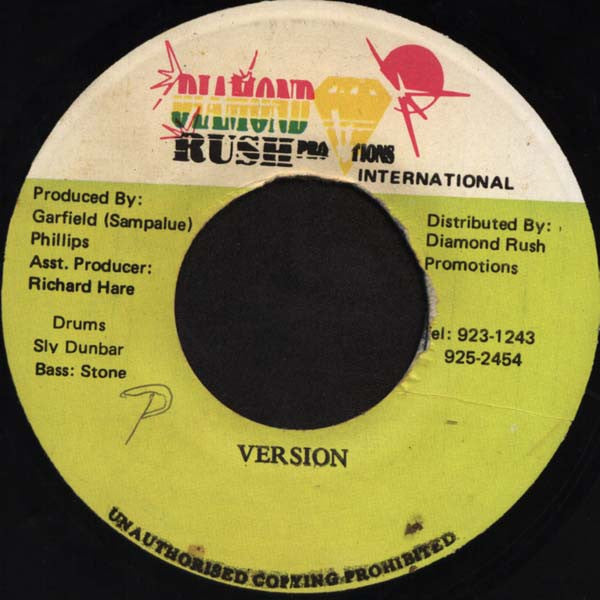 DIAMOND
RUSH
INTERNATIONAL
Produced By:
Garfield (Sampalue)
Phillips
Asst. Producer:
Richard Hare
Drums
Sly Dunbar
Bass: Stone
Distributed By:
Diamond Rush
Promotions
el: 923-1243
925-2454
P
VERSION
UNAUTHORISED COPYING PROHIBITED